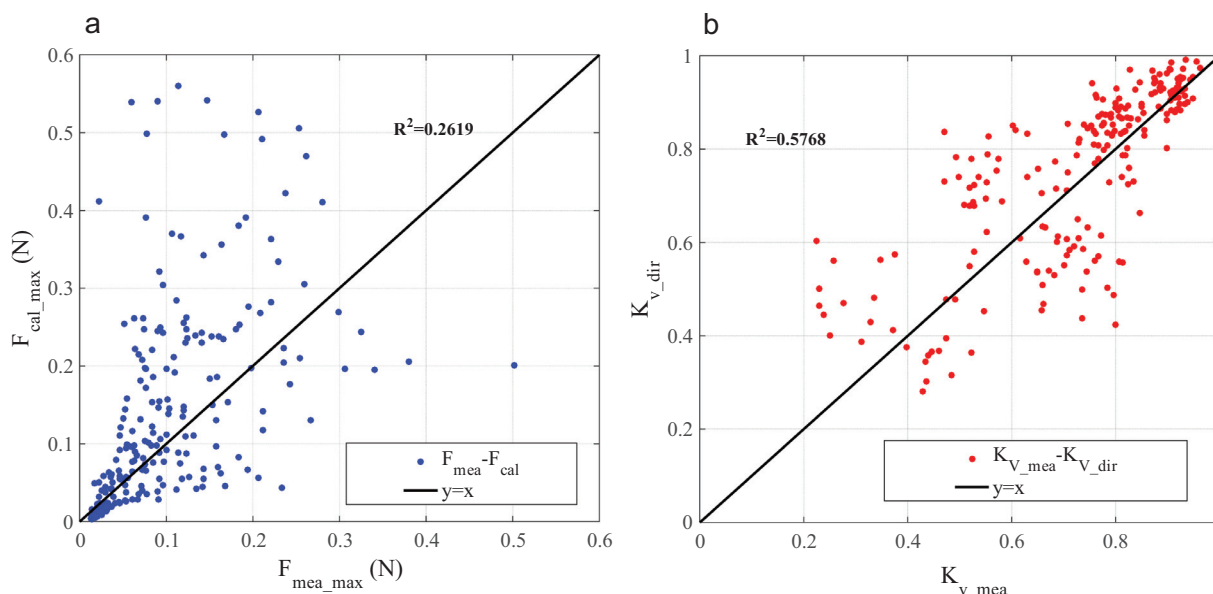 a
0.6
0.5
0.4
0.3
0.2
0.1
0
F_cal_max (N)
R²=0.2619
F_mea-F_cal
y=x
0
0.1
0.2
0.3
0.4
0.5
0.6
F_mea_max (N)
b
1
0.8
0.6
0.4
0.2
0
K_v_dir
R²=0.5768
K_V_mea-K_V_dir
y=x
0
0.2
0.4
0.6
0.8
K_v_mea